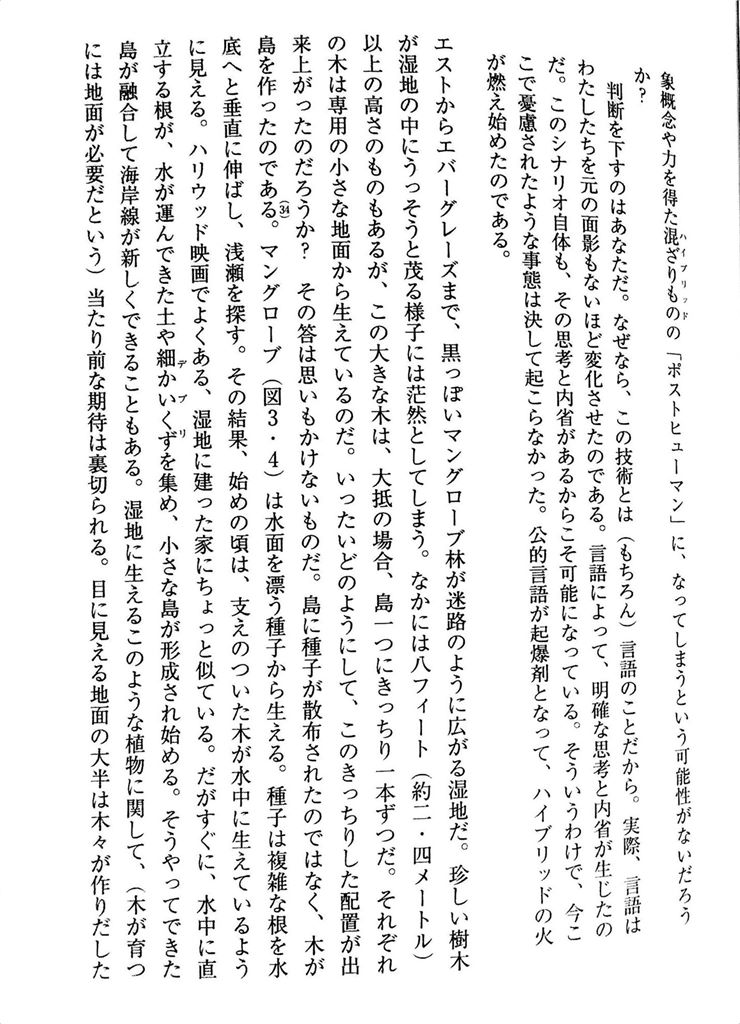 象概念や力を得た混ざりものの「ポストヒューマン」に、なってしまうという可能性がないだろう
ハイブリッド
か？
判断を下すのはあなただ。なぜなら、この技術とは（もちろん）言語のことだから。実際、言語は
わたしたちを元の面影もないほど変化させたのである。言語によって、明確な思考と内省が生じたの
だ。このシナリオ自体も、その思考と内省があるからこそ可能になっている。そういうわけで、今こ
こで憂慮されたような事態は決して起こらなかった。公的言語が起爆剤となって、ハイブリッドの火
が燃え始めたのである。
エストからエバーグレーズまで、黒っぽいマングローブ林が迷路のように広がる湿地だ。珍しい樹木
が湿地の中にうっそうと茂る様子には茫然としてしまう。なかには八フィート（約二・四メートル）
以上の高さのものもあるが、この大きな木は、大抵の場合、島一つにきっちり一本ずつだ。それぞれ
の木は専用の小さな地面から生えているのだ。いったいどのようにして、このきっちりした配置が出
来上がったのだろうか？　その答は思いもかけないものだ。島に種子が散布されたのではなく、木が
島を作ったのである。(34)マングローブ（図3・4）は水面を漂う種子から生える。種子は複雑な根を水
底へと垂直に伸ばし、浅瀬を探す。その結果、始めの頃は、支えのついた木が水中に生えているよう
に見える。ハリウッド映画でよくある、湿地に建った家にちょっと似ている。だがすぐに、水中に直
立する根が、水が運んできた土や細かいくずを集め、小さな島が形成され始める。そうやってできた
デブリ
島が融合して海岸線が新しくできることもある。湿地に生えるこのような植物に関して、（木が育つ
には地面が必要だという）当たり前な期待は裏切られる。目に見える地面の大半は木々が作りだした